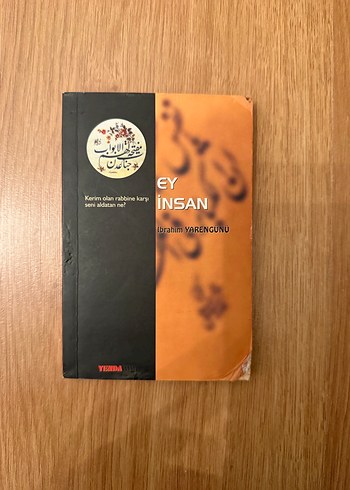 EY
İNSAN
Kerim olan rabbine karşı
seni aldatan ne?
İbrahim YARENGÜNÜ
YENDA